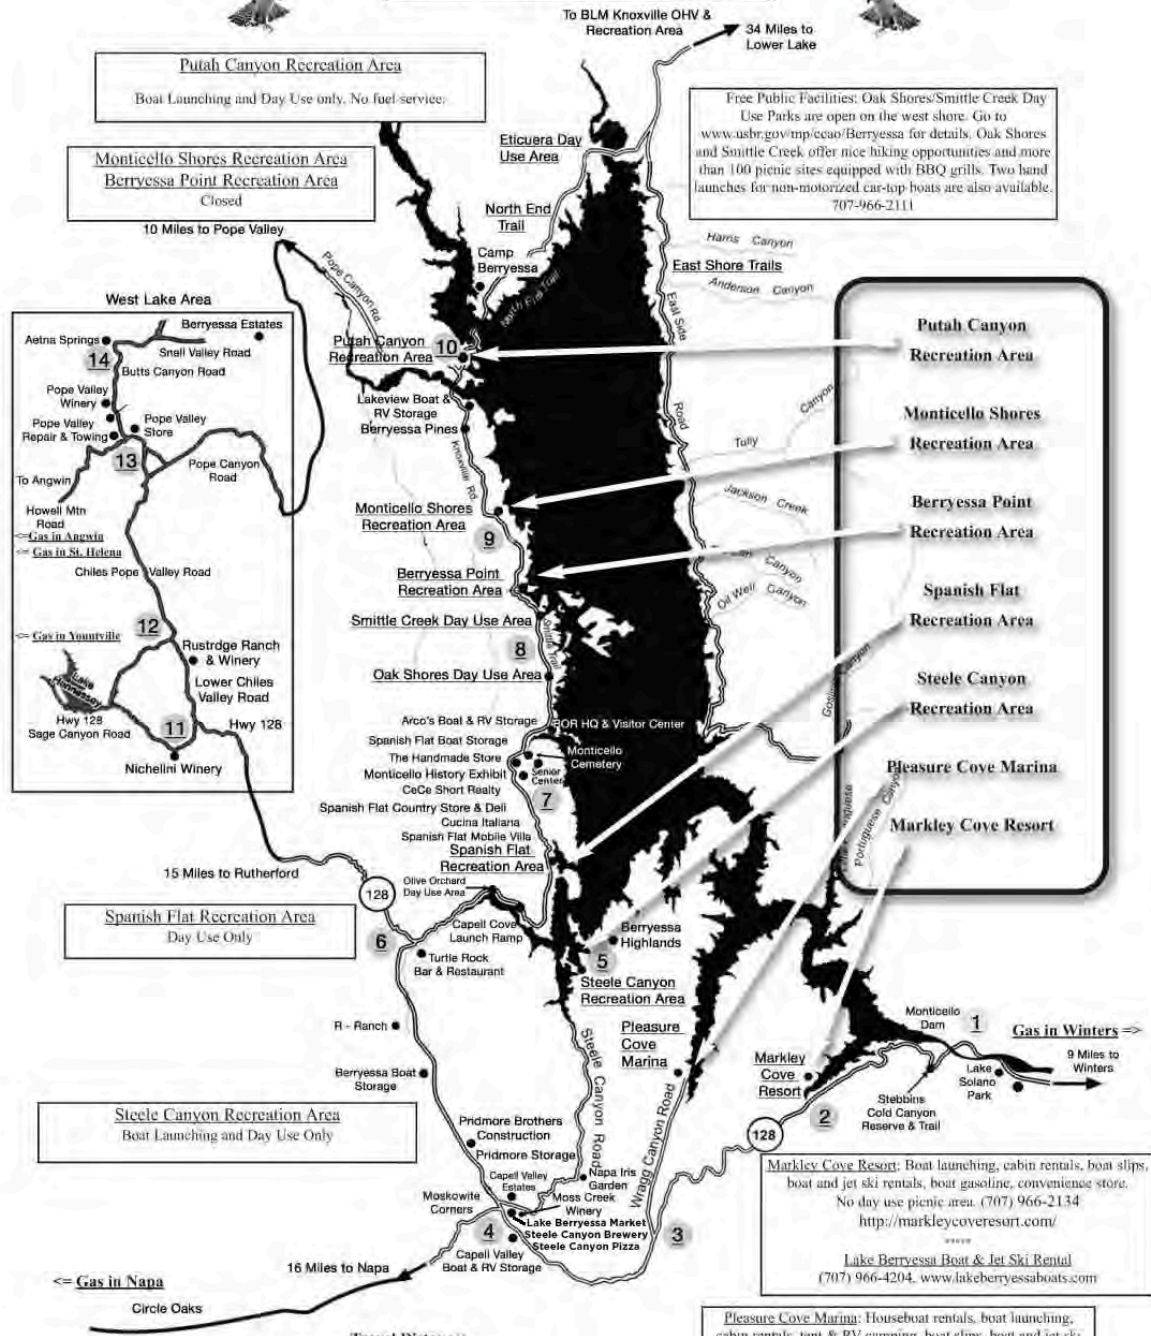 To BLM Knoxville OHV &
Recreation Area
34 Miles to
Lower Lake
Putah Canyon Recreation Area
Boat Launching and Day Use only. No fuel service.
Free Public Facilities: Oak Shores/Smittle Creek Day
Use Parks are open on the west shore. Go to
www.usbr.gov/mp/ccao/Berryessa for details. Oak Shores
and Smittle Creek offer nice hiking opportunities and more
than 100 picnic sites equipped with BBQ grills. Two hand
launches for non-motorized car-top boats are also available.
707-966-2111
Monticello Shores Recreation Area
Berryessa Point Recreation Area
Closed
Eticuera Day
Use Area
North End
Trail
10 Miles to Pope Valley
Camp
Berryessa
Harris Canyon
East Shore Trails
Anderson Canyon
Pope Canyon Rd
North End Trail
East Side
Road
West Lake Area
Berryessa Estates
Aetna Springs
14
Snall Valley Road
Butts Canyon Road
Pope Valley
Winery
Pope Valley
Repair & Towing
Pope Valley
Store
13
Pope Canyon
Road
To Angwin
Howell Mtn
Road
<= Gas in Angwin
<= Gas in St. Helena
Chiles Pope Valley Road
12
<= Gas in Yountville
Rustrdge Ranch
& Winery
Lake
Hennessey
Lower Chiles
Valley Road
Hwy 128
Sage Canyon Road
11
Hwy 128
Nichelini Winery
Putah Canyon
Recreation Area
10
Lakeview Boat &
RV Storage
Berryessa Pines
Knoxville Rd.
Canyon
Tully
Jackson Creek
Canyon
Oil Well Canyon
Monticello Shores
Recreation Area
9
Berryessa Point
Recreation Area
Smittle Creek Day Use Area
8
Smittle Trail
Oak Shores Day Use Area
Canyon
Putah Canyon
Recreation Area
Monticello Shores
Recreation Area
Berryessa Point
Recreation Area
Spanish Flat
Recreation Area
Steele Canyon
Recreation Area
Pleasure Cove Marina
Markley Cove Resort
Arco's Boat & RV Storage
BOR HQ & Visitor Center
Spanish Flat Boat Storage
The Handmade Store
Monticello
Cemetery
Monticello History Exhibit
Senior
Center
CeCe Short Realty
7
Spanish Flat Country Store & Deli
Cucina Italiana
Spanish Flat Mobile Villa
Spanish Flat
Recreation Area
Portuguese Canyon
15 Miles to Rutherford
128
Olive Orchard
Day Use Area
Spanish Flat Recreation Area
Day Use Only
6
Capell Cove
Launch Ramp
Berryessa
Highlands
5
Turtle Rock
Bar & Restaurant
Steele Canyon
Recreation Area
R - Ranch
Pleasure
Cove
Marina
Steele Canyon Road
Berryessa Boat
Storage
Monticello
Dam
1
Gas in Winters =>
9 Miles to
Winters
Markley
Cove
Resort
Lake
Solano
Park
Stebbins
Cold Canyon
Reserve & Trail
2
128
Wragg Canyon Road
Steele Canyon Recreation Area
Boat Launching and Day Use Only
Pridmore Brothers
Construction
Pridmore Storage
Capell Valley
Estates
Napa Iris
Garden
Moskowite
Corners
Moss Creek
Winery
Lake Berryessa Market
Steele Canyon Brewery
Steele Canyon Pizza
4
3
Capell Valley
Boat & RV Storage
16 Miles to Napa
<= Gas in Napa
Circle Oaks
Markley Cove Resort: Boat launching, cabin rentals, boat slips,
boat and jet ski rentals, boat gasoline, convenience store.
No day use picnic area. (707) 966-2134
http://markleycoveresort.com/
*****
Lake Berryessa Boat & Jet Ski Rental
(707) 966-4204. www.lakeberryessaboats.com
Pleasure Cove Marina: Houseboat rentals, boat launching,
cabin rentals, tent & RV camping, boat slips, boat and jet ski